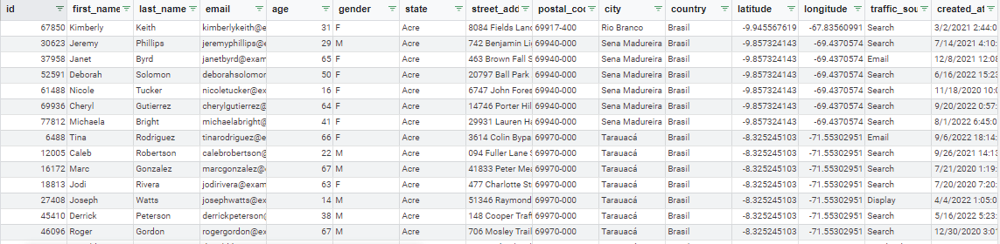 id first_name last_name email age gender state street_add postal_cod city country latitude longitude traffic_sou created_at
67850 Kimberly Keith kimberlykeith@e 31 F Acre 8084 Fields Land 69917-400 Rio Branco Brasil -9.945567619 -67.83560991 Search 3/2/2021 2:44:0
30623 Jeremy Phillips jeremyphillips@e 29 M Acre 742 Benjamin Li 69940-000 Sena Madureira Brasil -9.857324143 -69.4370574 Search 7/14/2021 4:10:
37958 Janet Byrd janetbyrd@exam 65 F Acre 463 Brown Fall S 69940-000 Sena Madureira Brasil -9.857324143 -69.4370574 Email 12/8/2021 12:08
52591 Deborah Solomon deborahsolomon 50 F Acre 20797 Ball Park 69940-000 Sena Madureira Brasil -9.857324143 -69.4370574 Search 6/16/2022 15:23
61488 Nicole Tucker nicoletucker@ex 16 F Acre 6747 John Fores 69940-000 Sena Madureira Brasil -9.857324143 -69.4370574 Search 11/18/2020 10:0
69936 Cheryl Gutierrez cherylgutierrez@ 64 F Acre 14746 Porter Hil 69940-000 Sena Madureira Brasil -9.857324143 -69.4370574 Search 9/20/2022 0:57:
77812 Michaela Bright michaelabright@ 41 F Acre 29931 Lauren Ha 69940-000 Sena Madureira Brasil -9.857324143 -69.4370574 Search 8/1/2022 6:45:0
6488 Tina Rodriguez tinarodriguez@e 66 F Acre 3614 Colin Bypa 69970-000 Tarauacá Brasil -8.325245103 -71.55302951 Email 9/6/2022 18:14:
12005 Caleb Robertson calebrobertson@ 22 M Acre 094 Fuller Lane S 69970-000 Tarauacá Brasil -8.325245103 -71.55302951 Search 9/26/2021 14:13
16172 Marc Gonzalez marcgonzalez@ 67 M Acre 41833 Peter Mea 69970-000 Tarauacá Brasil -8.325245103 -71.55302951 Search 7/21/2020 1:19:
18813 Jodi Rivera jodirivera@exam 63 F Acre 477 Charlotte St 69970-000 Tarauacá Brasil -8.325245103 -71.55302951 Search 7/20/2020 7:20:
27408 Joseph Watts josephwatts@ex 14 M Acre 51346 Raymond 69970-000 Tarauacá Brasil -8.325245103 -71.55302951 Display 4/4/2022 1:05:0
45410 Derrick Peterson derrickpeterson@ 38 M Acre 148 Cooper Traf 69970-000 Tarauacá Brasil -8.325245103 -71.55302951 Search 5/16/2022 5:23:
46096 Roger Gordon rogergordon@ex 67 M Acre 706 Mosley Trail 69970-000 Tarauacá Brasil -8.325245103 -71.55302951 Search 12/30/2020 3:01